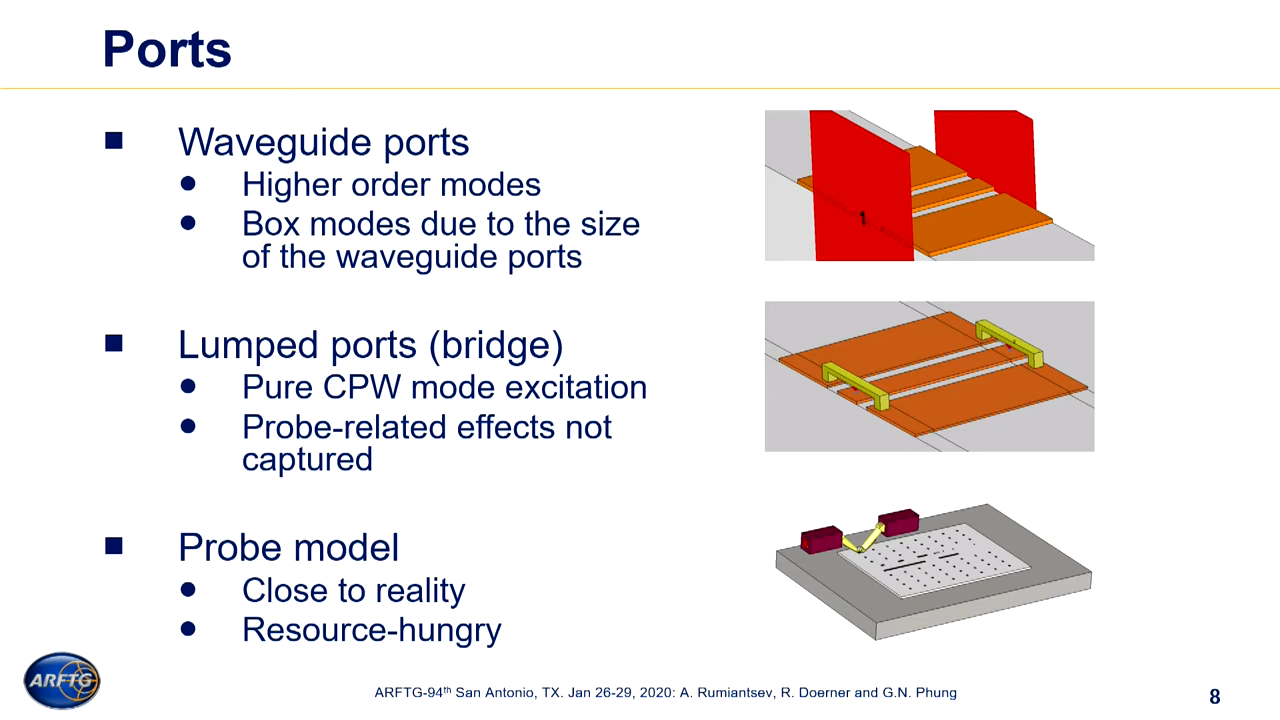 Ports
Waveguide ports
Higher order modes
Box modes due to the size
of the waveguide ports
1
Lumped ports (bridge)
Pure CPW mode excitation
Probe-related effects not
captured
Probe model
Close to reality
Resource-hungry
ARFTG
ARFTG-94th San Antonio, TX. Jan 26-29, 2020: A. Rumiantsev, R. Doerner and G.N. Phung
8